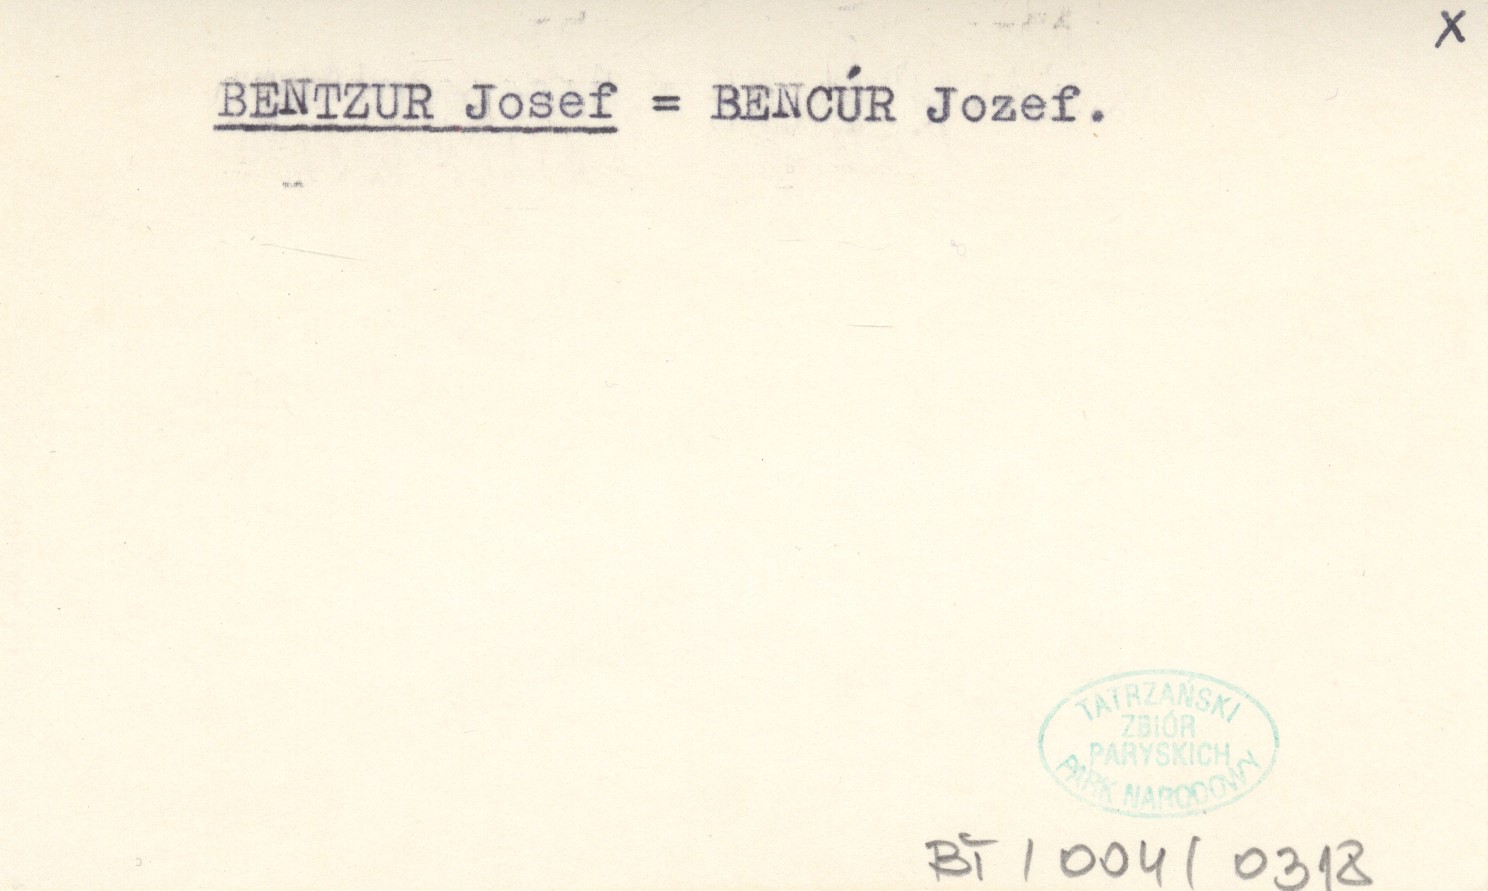 X
BENTZUR Josef = BENCÚR Jozef.
TATRZAŃSKI
ZBIÓR
PARYSKICH
PARK NARODOWY
BT / 004 / 0318